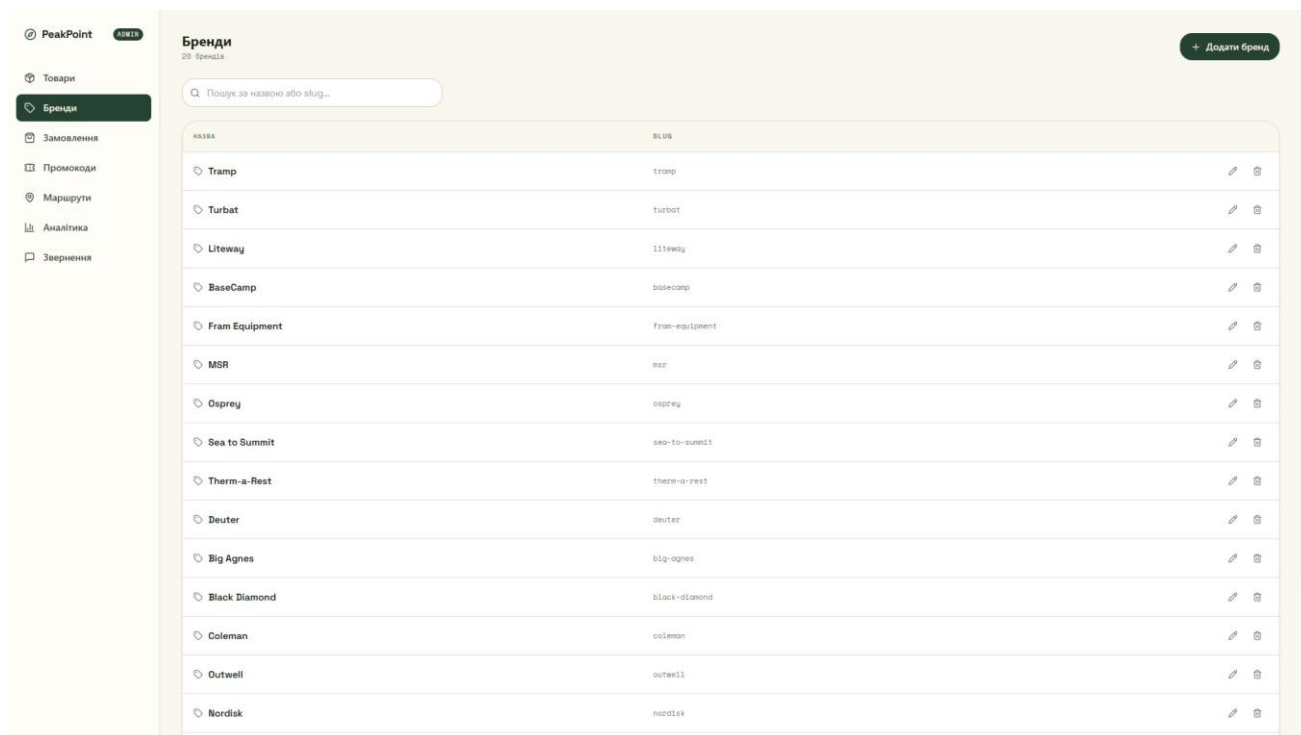 PeakPoint ADMIN
Товари
Бренди
Замовлення
Промокоди
Маршрути
Аналітика
Звернення
Бренди
20 брендів
+ Додати бренд
Пошук за назвою або slug...
НАЗВА SLUG
Tramp tramp
Turbat turbat
Liteway liteway
BaseCamp basecamp
Fram Equipment fram-equipment
MSR msr
Osprey osprey
Sea to Summit sea-to-summit
Therm-a-Rest therm-a-rest
Deuter deuter
Big Agnes big-agnes
Black Diamond black-diamond
Coleman coleman
Outwell outwell
Nordisk nordisk